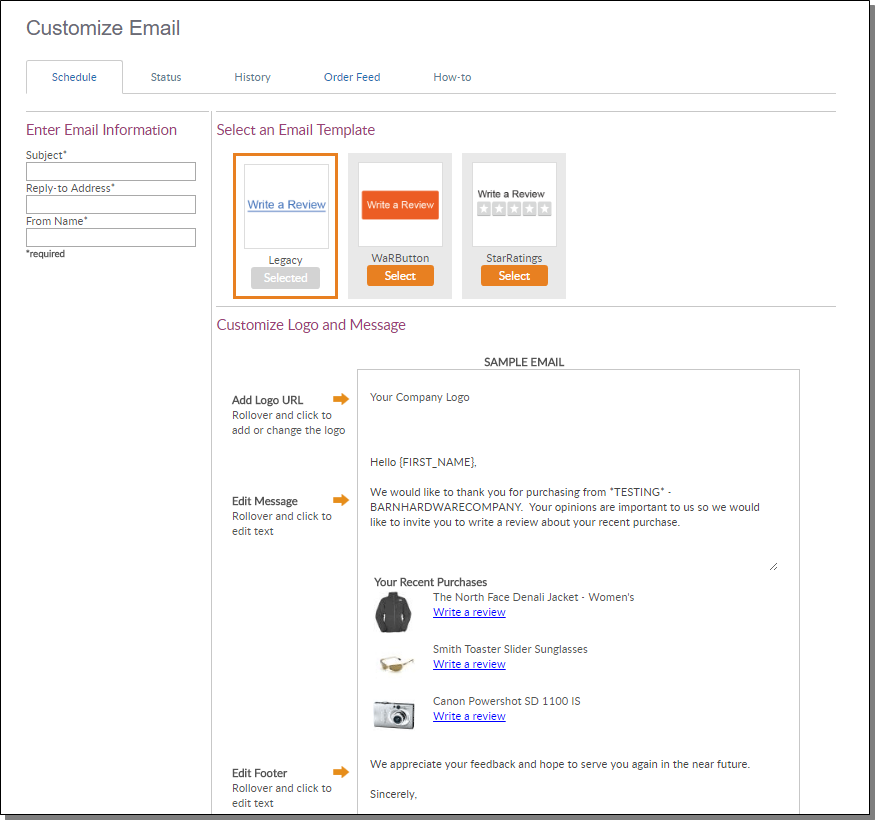 Customize Email
Schedule
Status
History
Order Feed
How-to
Enter Email Information
Subject*
Reply-to Address*
From Name*
*required
Select an Email Template
Write a Review
Legacy
Selected
Write a Review
WaRButton
Select
Write a Review
StarRatings
Select
Customize Logo and Message
SAMPLE EMAIL
Add Logo URL
Rollover and click to
add or change the logo
Your Company Logo
Hello {FIRST_NAME},
Edit Message
Rollover and click to
edit text
We would like to thank you for purchasing from *TESTING* -
BARNHARDWARECOMPANY. Your opinions are important to us so we would
like to invite you to write a review about your recent purchase.
Your Recent Purchases
The North Face Denali Jacket - Women's
Write a review
Smith Toaster Slider Sunglasses
Write a review
Canon Powershot SD 1100 IS
Write a review
Edit Footer
Rollover and click to
edit text
We appreciate your feedback and hope to serve you again in the near future.
Sincerely,